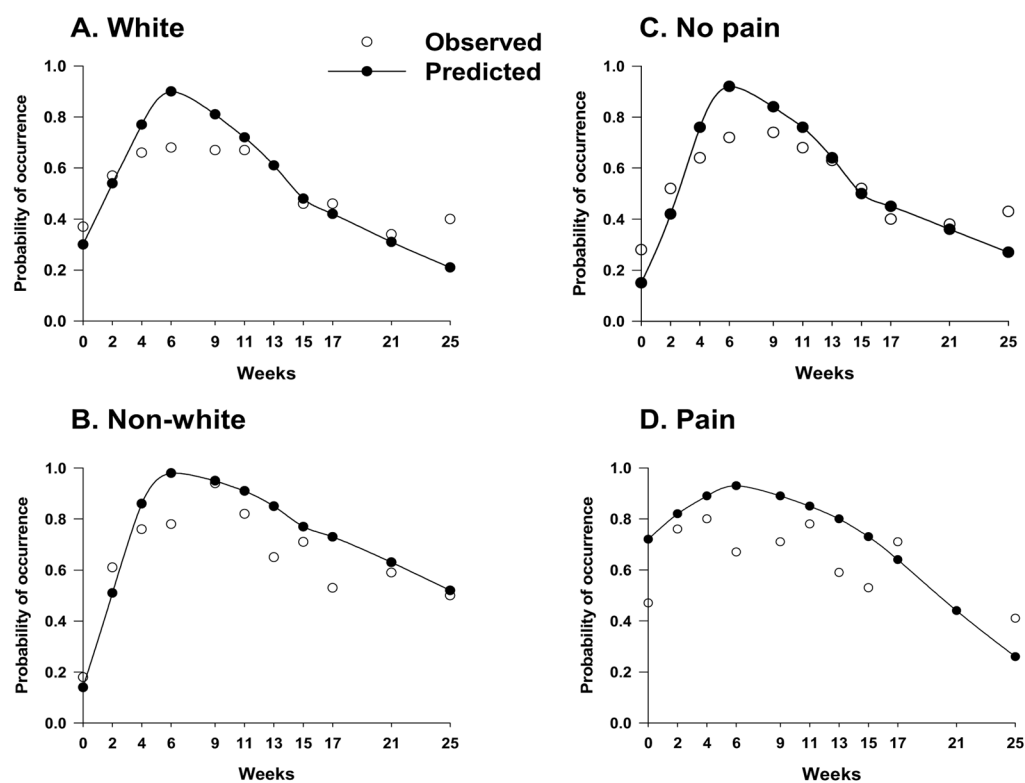 A. White
Observed
Predicted
Probability of occurrence
1.0
0.8
0.6
0.4
0.2
0.0
0 2 4 6 9 11 13 15 17 21 25
Weeks
C. No pain
Probability of occurrence
1.0
0.8
0.6
0.4
0.2
0.0
0 2 4 6 9 11 13 15 17 21 25
Weeks
B. Non-white
Probability of occurrence
1.0
0.8
0.6
0.4
0.2
0.0
0 2 4 6 9 11 13 15 17 21 25
Weeks
D. Pain
Probability of occurrence
1.0
0.8
0.6
0.4
0.2
0.0
0 2 4 6 9 11 13 15 17 21 25
Weeks